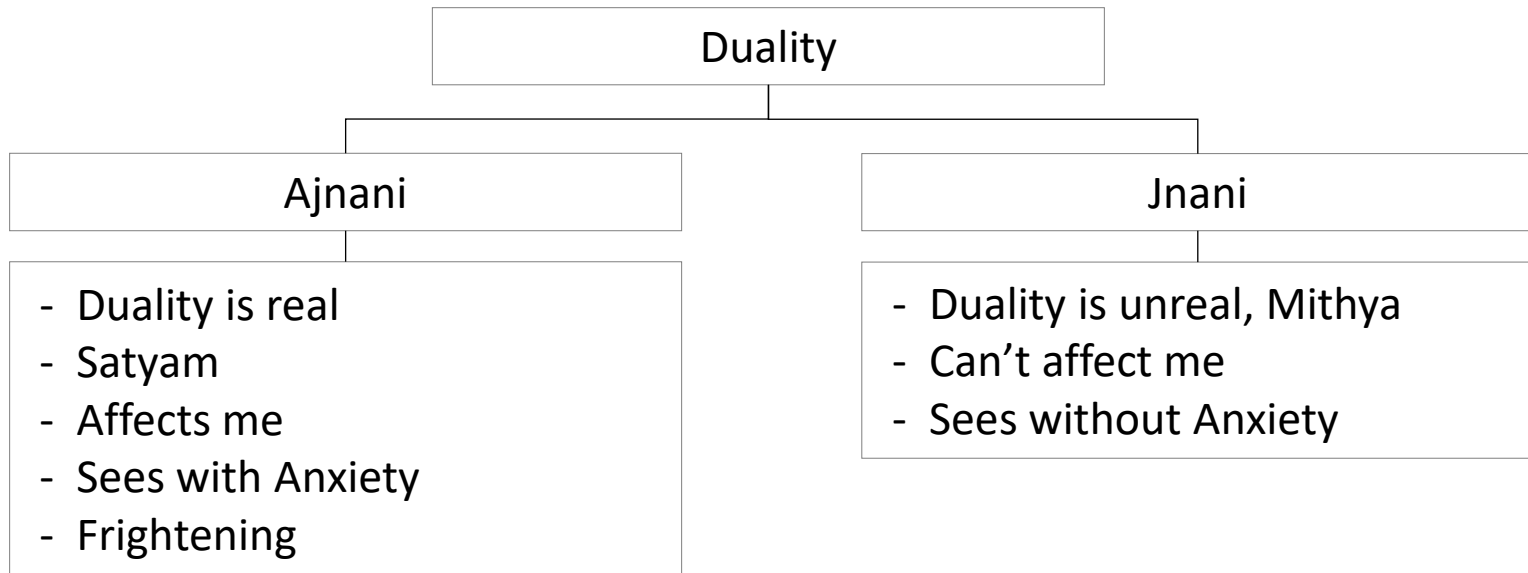 Duality
Ajnani
- Duality is real
- Satyam
- Affects me
- Sees with Anxiety
- Frightening
Jnani
- Duality is unreal, Mithya
- Can’t affect me
- Sees without Anxiety